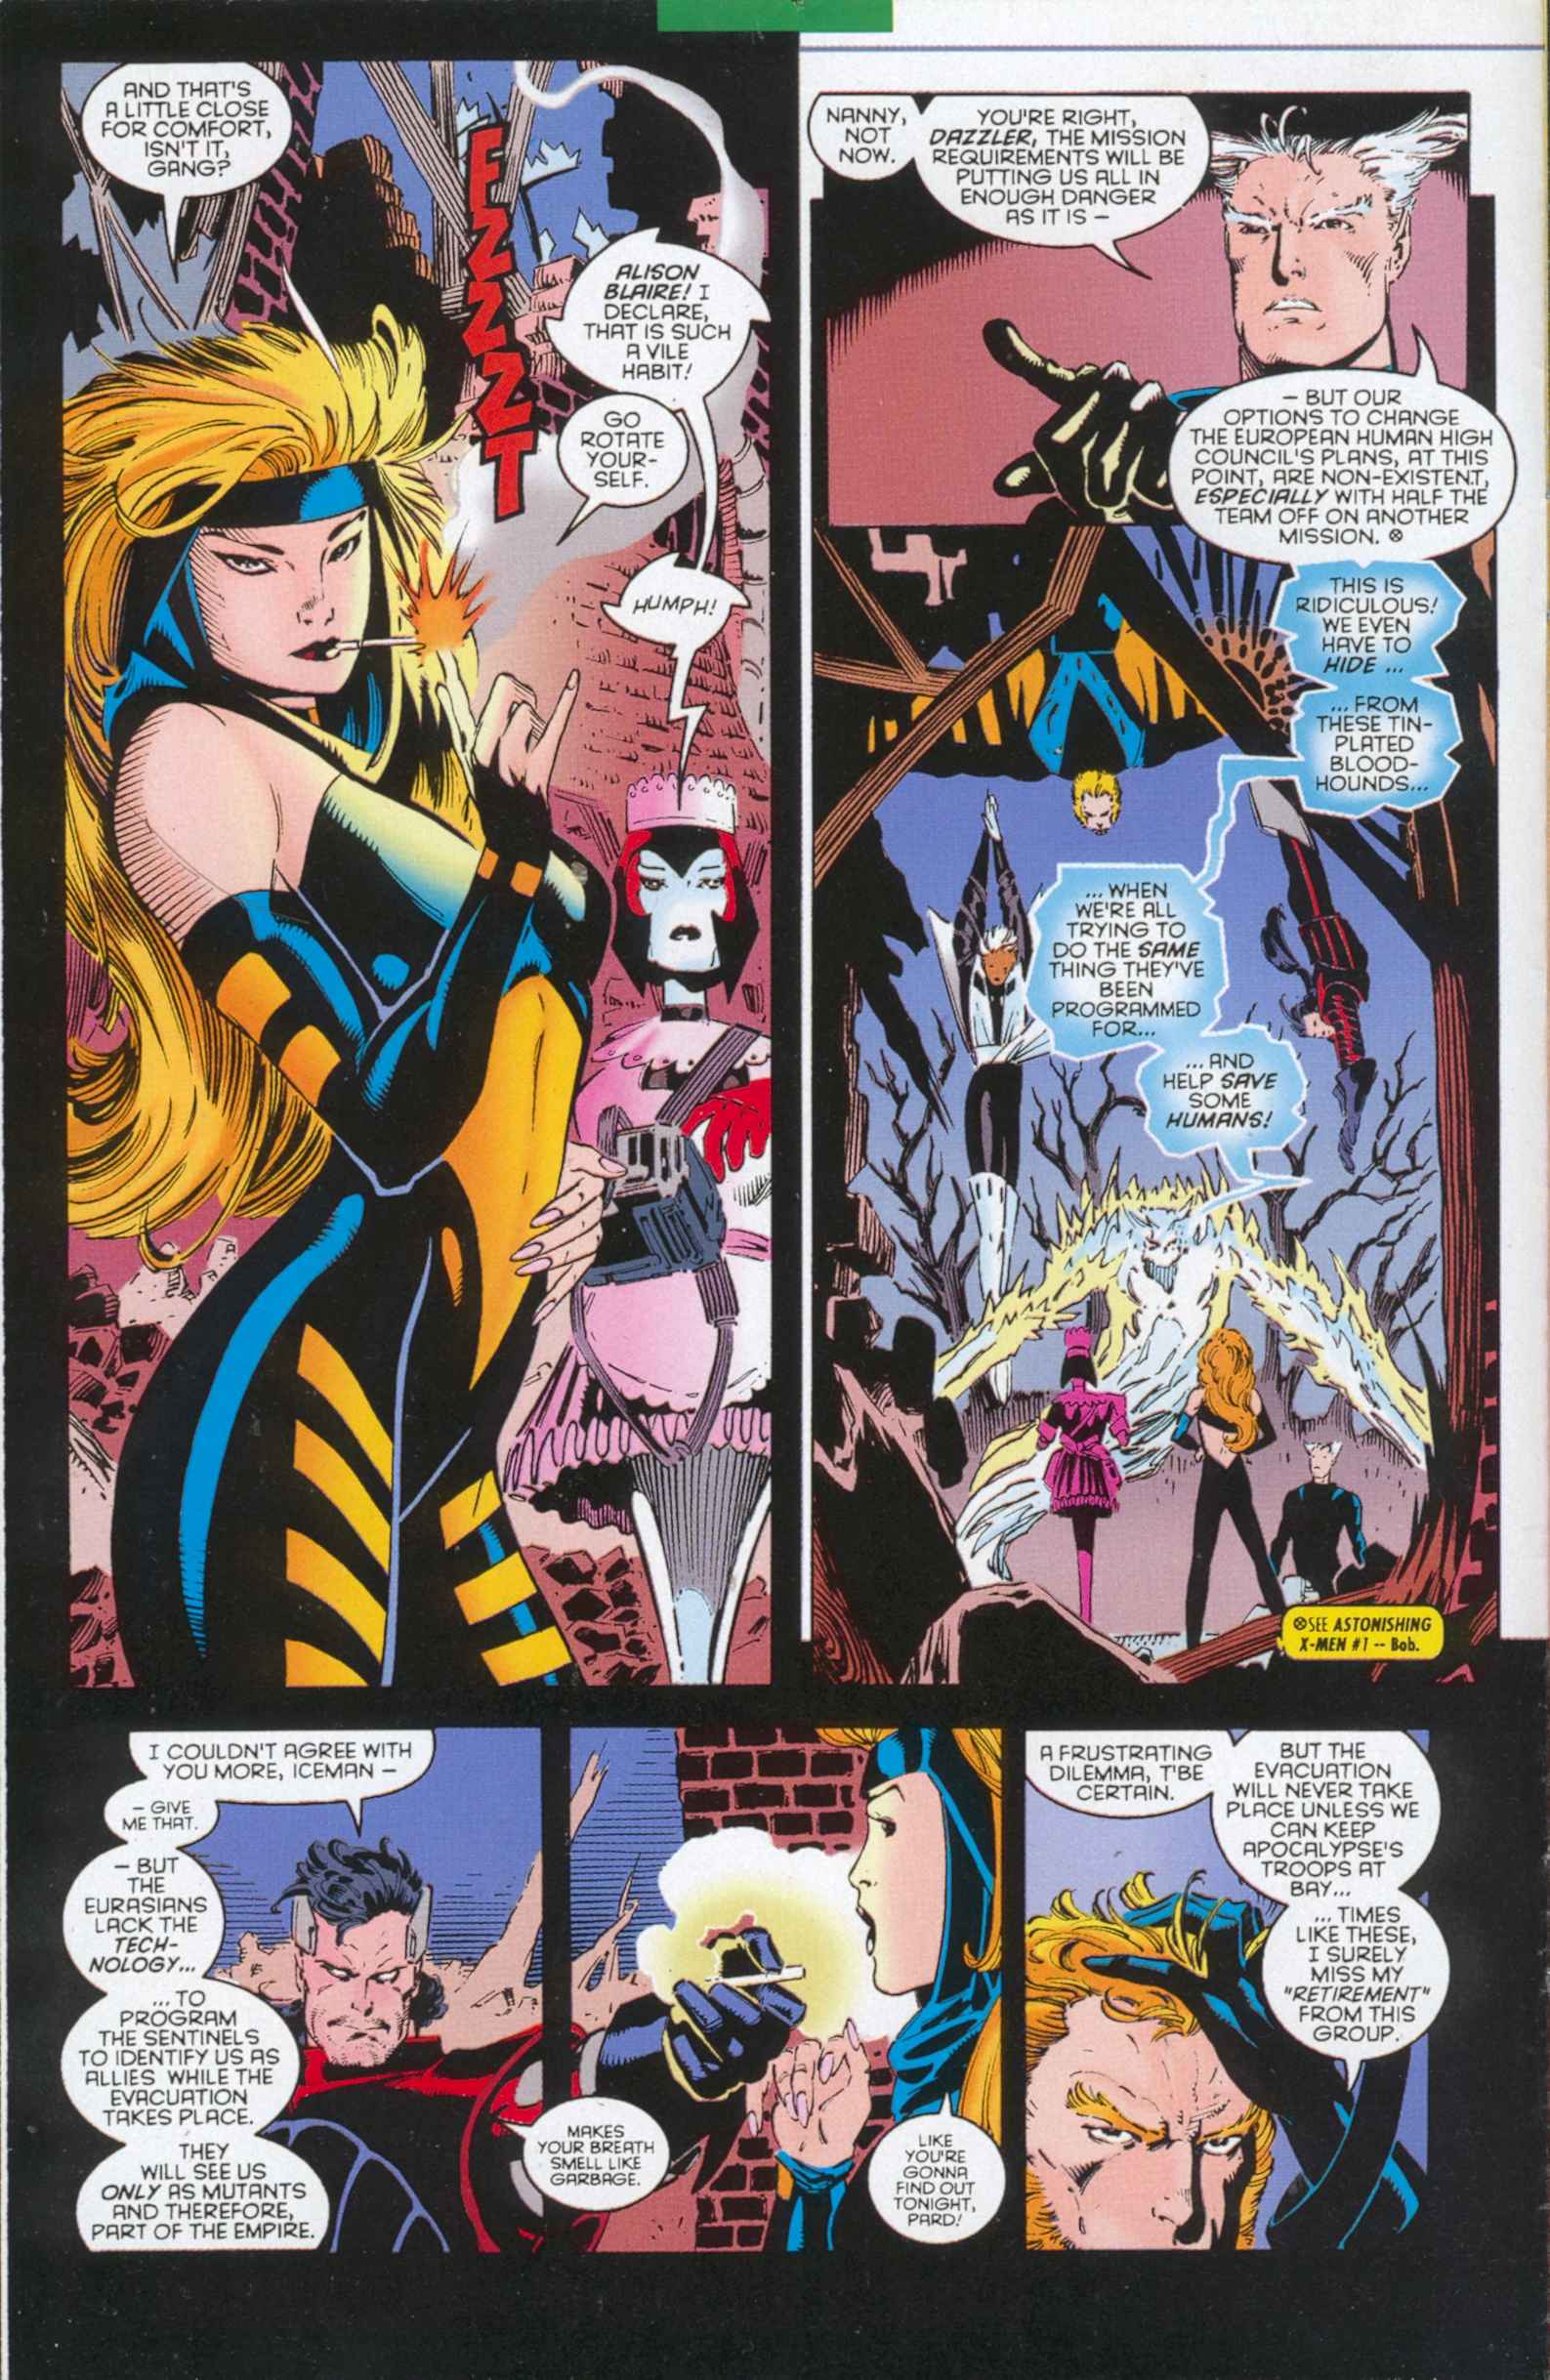 AND THAT'S
A LITTLE CLOSE
FOR COMFORT,
ISN'T IT,
GANG?
FZZZZT
ALISON
BLAIRE! I
DECLARE,
THAT IS SUCH
A VILE
HABIT!
GO
ROTATE
YOUR-
SELF.
HUMPH!
NANNY,
NOT
NOW.
YOU'RE RIGHT,
DAZZLER, THE MISSION
REQUIREMENTS WILL BE
PUTTING US ALL IN
ENOUGH DANGER
AS IT IS –
– BUT OUR
OPTIONS TO CHANGE
THE EUROPEAN HUMAN HIGH
COUNCIL'S PLANS, AT THIS
POINT, ARE NON-EXISTENT,
ESPECIALLY WITH HALF THE
TEAM OFF ON ANOTHER
MISSION. ⊗
THIS IS
RIDICULOUS!
WE EVEN
HAVE TO
HIDE ...
... FROM
THESE TIN-
PLATED
BLOOD-
HOUNDS...
... WHEN
WE'RE ALL
TRYING TO
DO THE SAME
THING THEY'VE
BEEN
PROGRAMMED
FOR...
... AND
HELP SAVE
SOME
HUMANS!
⊗SEE ASTONISHING
X-MEN #1 -- Bob.
I COULDN'T AGREE WITH
YOU MORE, ICEMAN –
– GIVE
ME THAT.
– BUT
THE
EURASIANS
LACK THE
TECH-
NOLOGY...
... TO
PROGRAM
THE SENTINELS
TO IDENTIFY US AS
ALLIES WHILE THE
EVACUATION
TAKES PLACE.
THEY
WILL SEE US
ONLY AS MUTANTS
AND THEREFORE,
PART OF THE EMPIRE.
MAKES
YOUR BREATH
SMELL LIKE
GARBAGE.
LIKE
YOU'RE
GONNA
FIND OUT
TONIGHT,
PARD!
A FRUSTRATING
DILEMMA, T'BE
CERTAIN.
BUT THE
EVACUATION
WILL NEVER TAKE
PLACE UNLESS WE
CAN KEEP
APOCALYPSE'S
TROOPS AT
BAY...
... TIMES
LIKE THESE,
I SURELY
MISS MY
"RETIREMENT"
FROM THIS
GROUP.